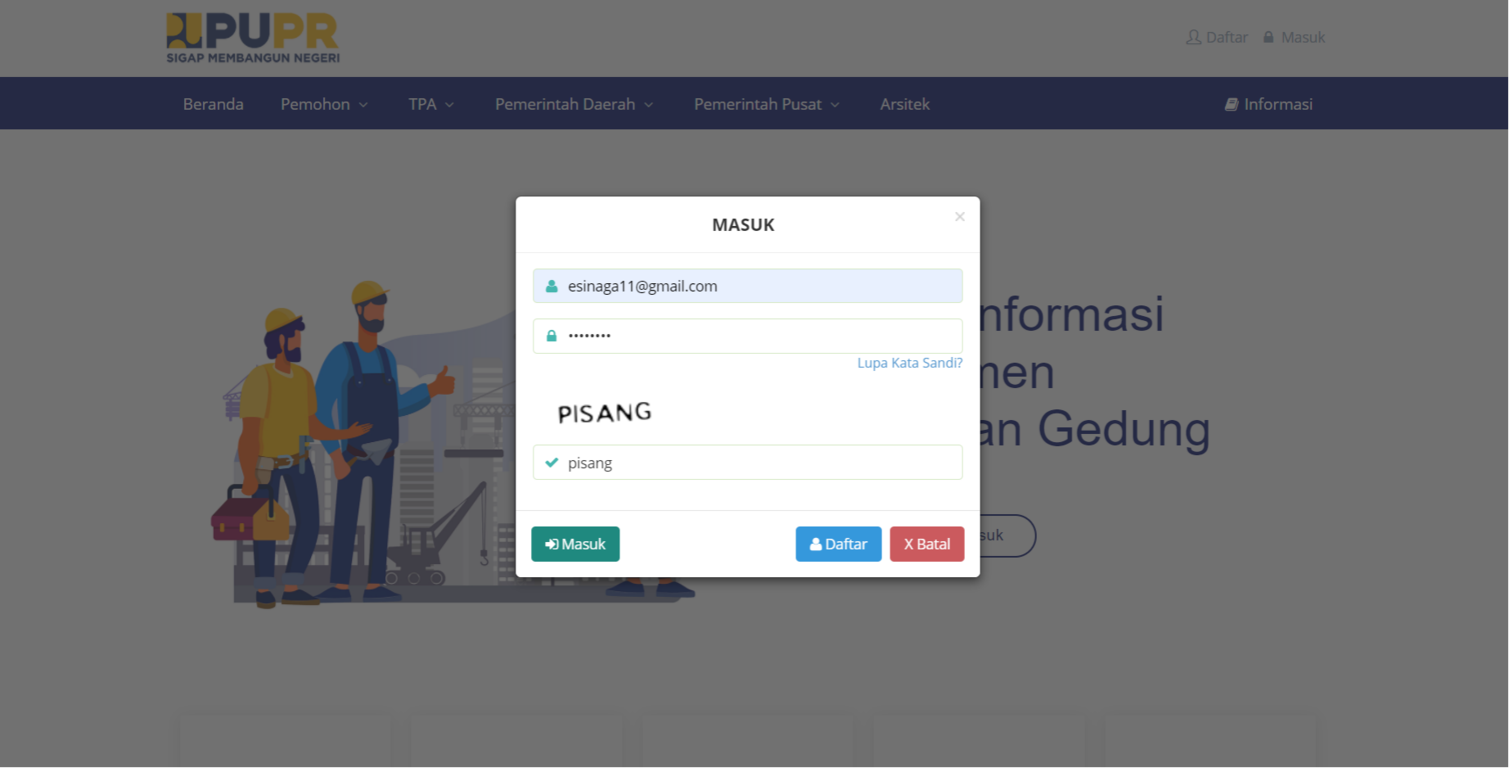 PUPR
SIGAP MEMBANGUN NEGERI
Daftar Masuk
Beranda Pemohon TPA Pemerintah Daerah Pemerintah Pusat Arsitek Informasi
MASUK
×
esinaga11@gmail.com
••••••••
Lupa Kata Sandi?
PISANG
pisang
Masuk Daftar X Batal
nformasi
men
an Gedung
suk